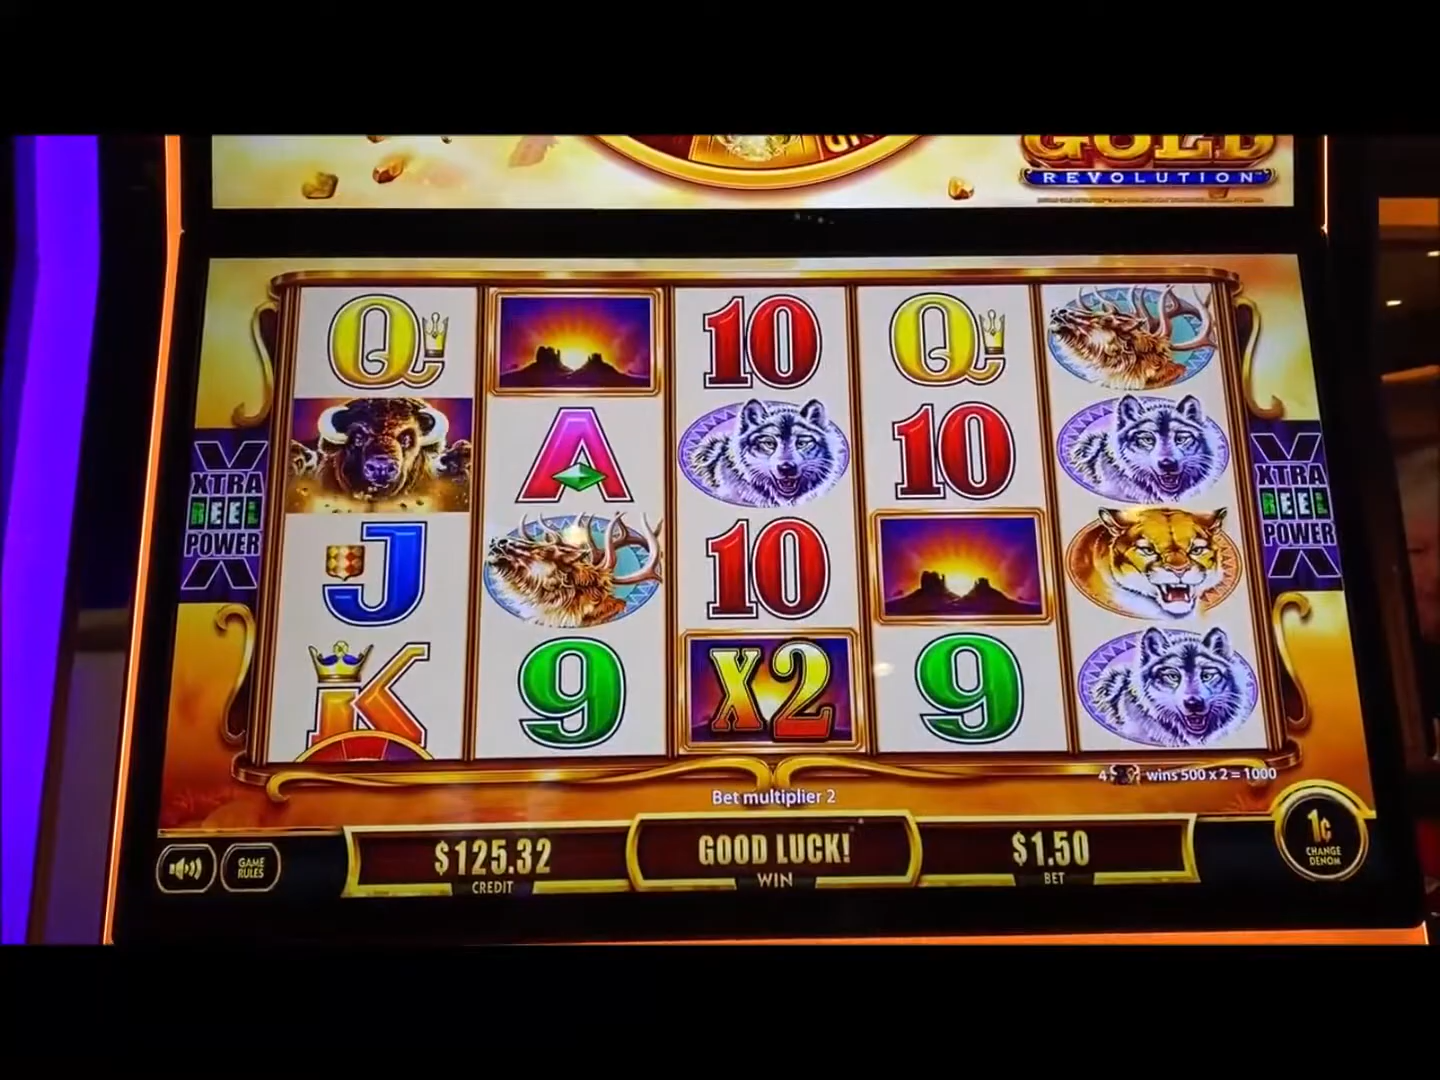 GOLD
REVOLUTION
Q 10 Q
A 10
J 10
K 9 X2 9
XTRA
REEL
POWER
XTRA
REEL
POWER
4 wins 500 x 2 = 1000
Bet multiplier 2
GAME
RULES
$125.32
CREDIT
GOOD LUCK!
WIN
$1.50
BET
1¢
CHANGE
DENOM